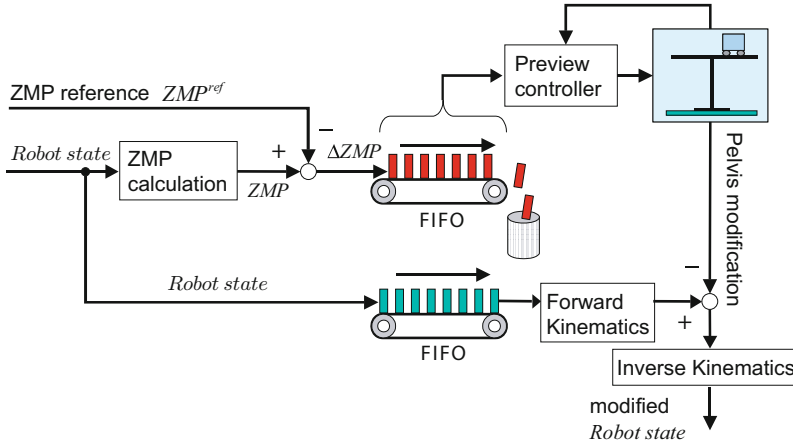 Preview
controller
ZMP reference ZMP^ref
−
Robot state
ZMP
calculation
+
ZMP
ΔZMP
FIFO
Pelvis modification
Robot state
FIFO
Forward
Kinematics
−
+
Inverse Kinematics
modified
Robot state